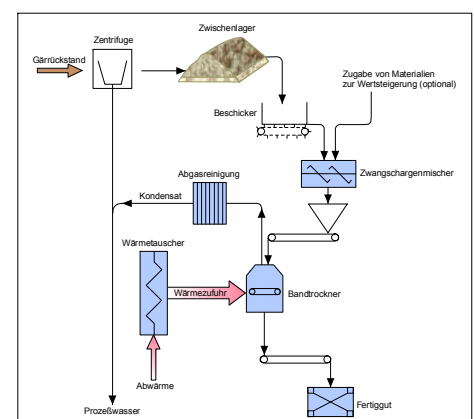 Zwischenlager
Zentrifuge
Gärrückstand
Zugabe von Materialien
zur Wertsteigerung (optional)
Beschicker
Zwangschargenmischer
Abgasreinigung
Kondensat
Wärmetauscher
Wärmezufuhr
Bandtrockner
Abwärme
Fertiggut
Prozeßwasser